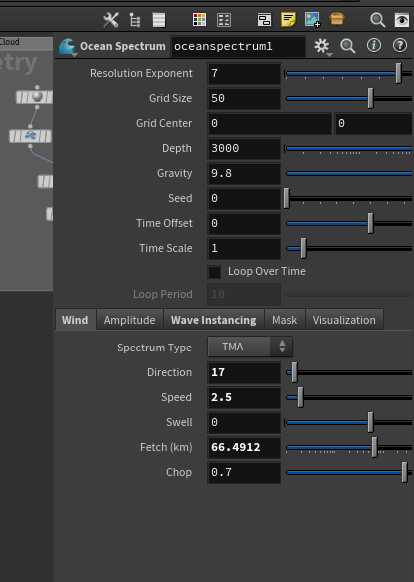 Cloud
etry
Ocean Spectrum oceanspectrum1
Resolution Exponent 7
Grid Size 50
Grid Center 0 0
Depth 3000
Gravity 9.8
Seed 0
Time Offset 0
Time Scale 1
Loop Over Time
Loop Period 10
Wind Amplitude Wave Instancing Mask Visualization
Spectrum Type TMA
Direction 17
Speed 2.5
Swell 0
Fetch (km) 66.4912
Chop 0.7